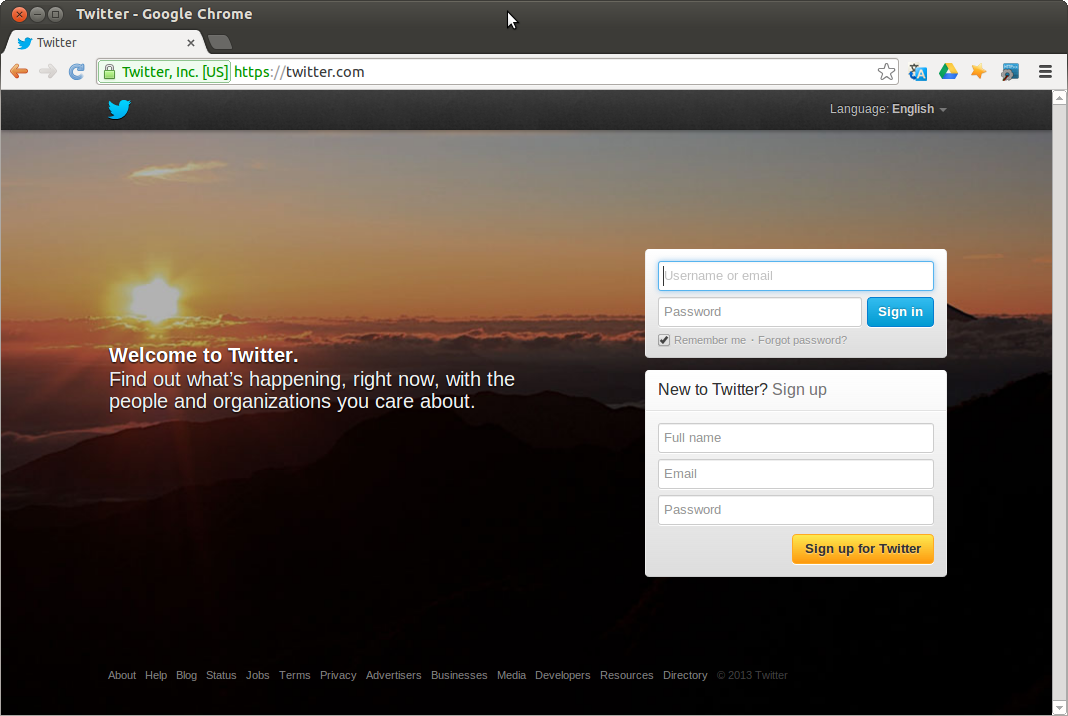 Twitter - Google Chrome
Twitter
Twitter, Inc. [US] https://twitter.com
Language: English
Username or email
Password
Sign in
Remember me · Forgot password?
Welcome to Twitter.
Find out what's happening, right now, with the
people and organizations you care about.
New to Twitter? Sign up
Full name
Email
Password
Sign up for Twitter
About Help Blog Status Jobs Terms Privacy Advertisers Businesses Media Developers Resources Directory © 2013 Twitter